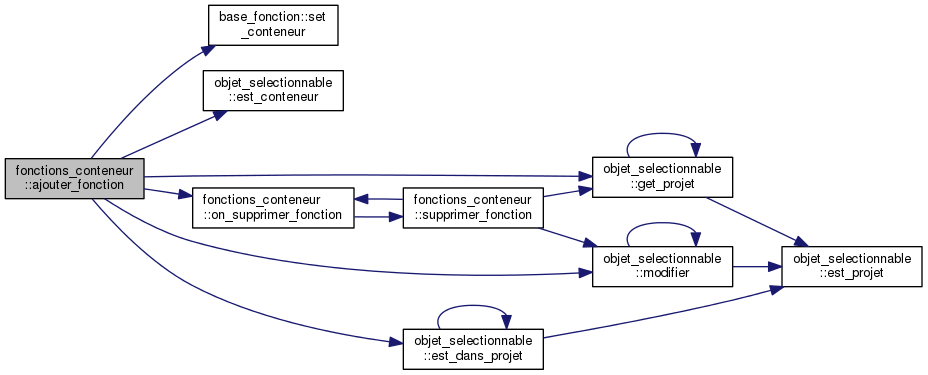 base_fonction::set
_conteneur
objet_selectionnable
::est_conteneur
fonctions_conteneur
::ajouter_fonction
objet_selectionnable
::get_projet
fonctions_conteneur
::on_supprimer_fonction
fonctions_conteneur
::supprimer_fonction
objet_selectionnable
::modifier
objet_selectionnable
::est_projet
objet_selectionnable
::est_dans_projet